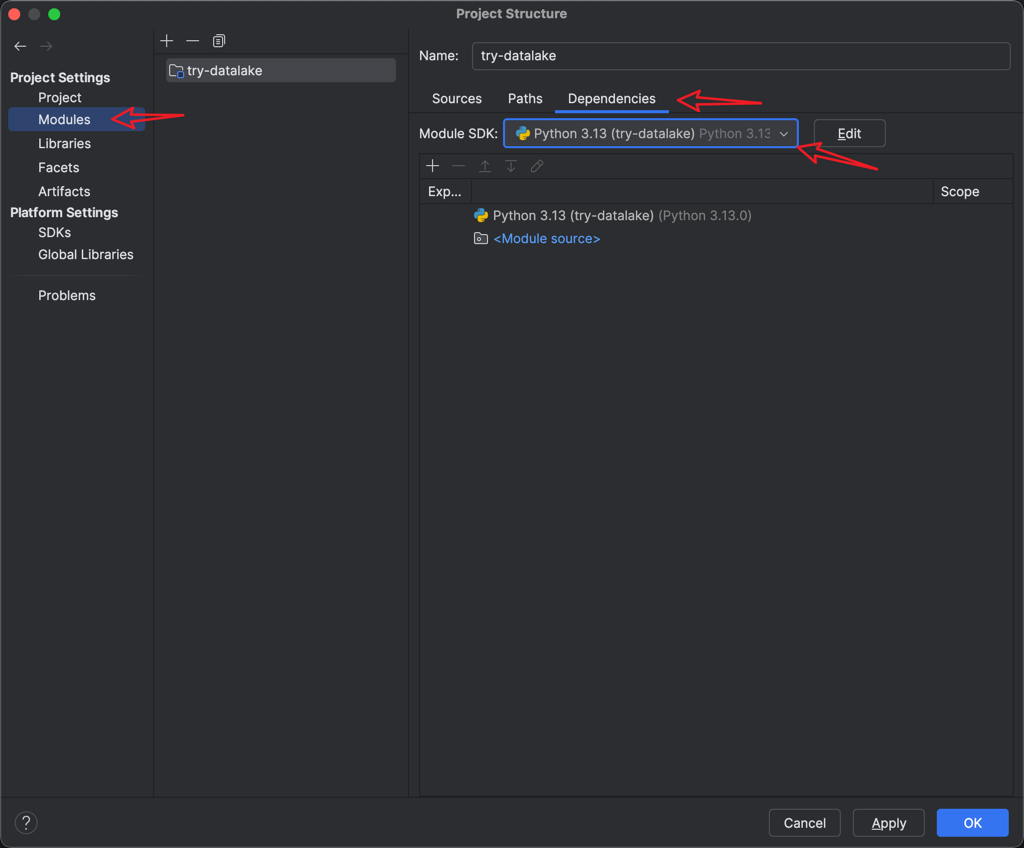 Project Structure
Project Settings
Project
Modules
Libraries
Facets
Artifacts
Platform Settings
SDKs
Global Libraries
Problems
try-datalake
Name: try-datalake
Sources Paths Dependencies
Module SDK: Python 3.13 (try-datalake) Python 3.13 Edit
Exp... Scope
Python 3.13 (try-datalake) (Python 3.13.0)
<Module source>
? Cancel Apply OK